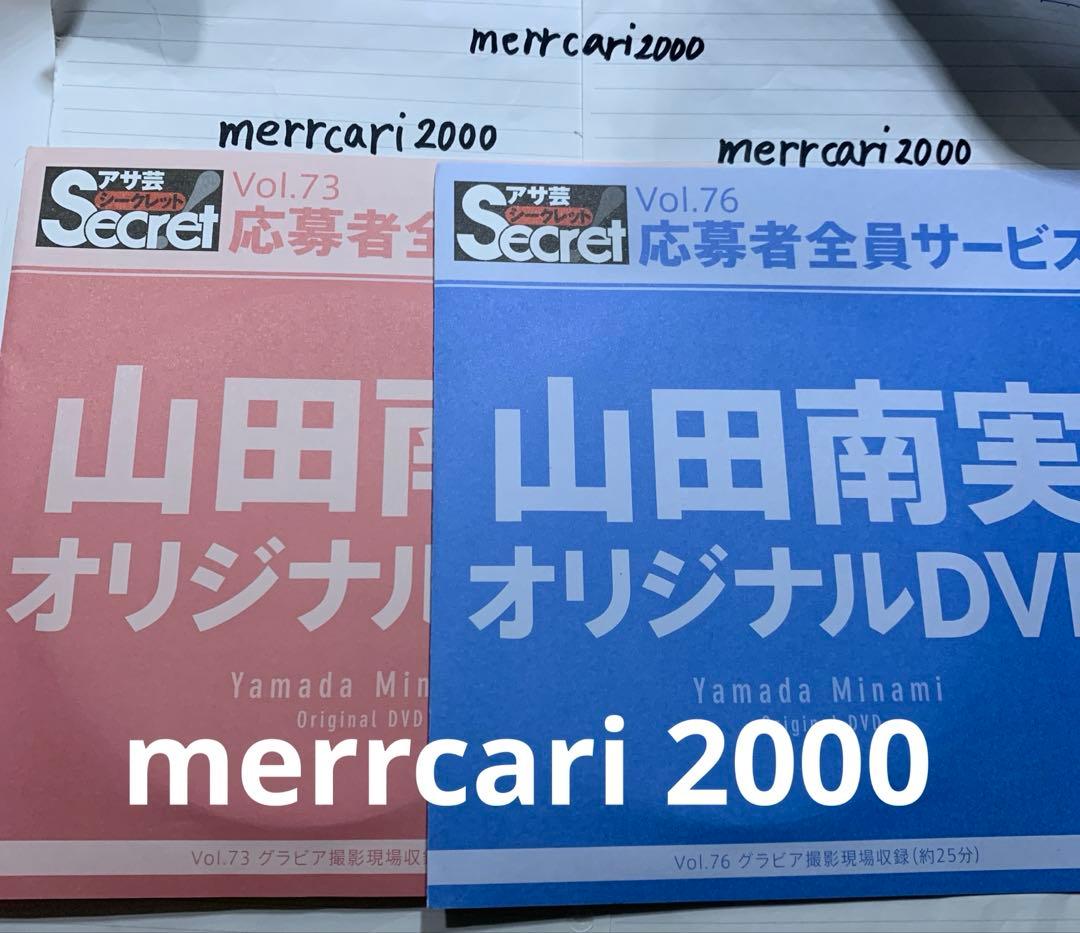 merrcari2000
merrcari2000
merrcari2000
アサ芸
シークレット!
Secret
Vol.73
応募者全
山田南
オリジナル
Yamada Min
Original DVD
Vol.73 グラビア撮影現場収録
アサ芸
シークレット!
Secret
Vol.76
応募者全員サービス
山田南実
オリジナルDVD
Yamada Minami
Original DVD
merrcari 2000
Vol.76 グラビア撮影現場収録(約25分)